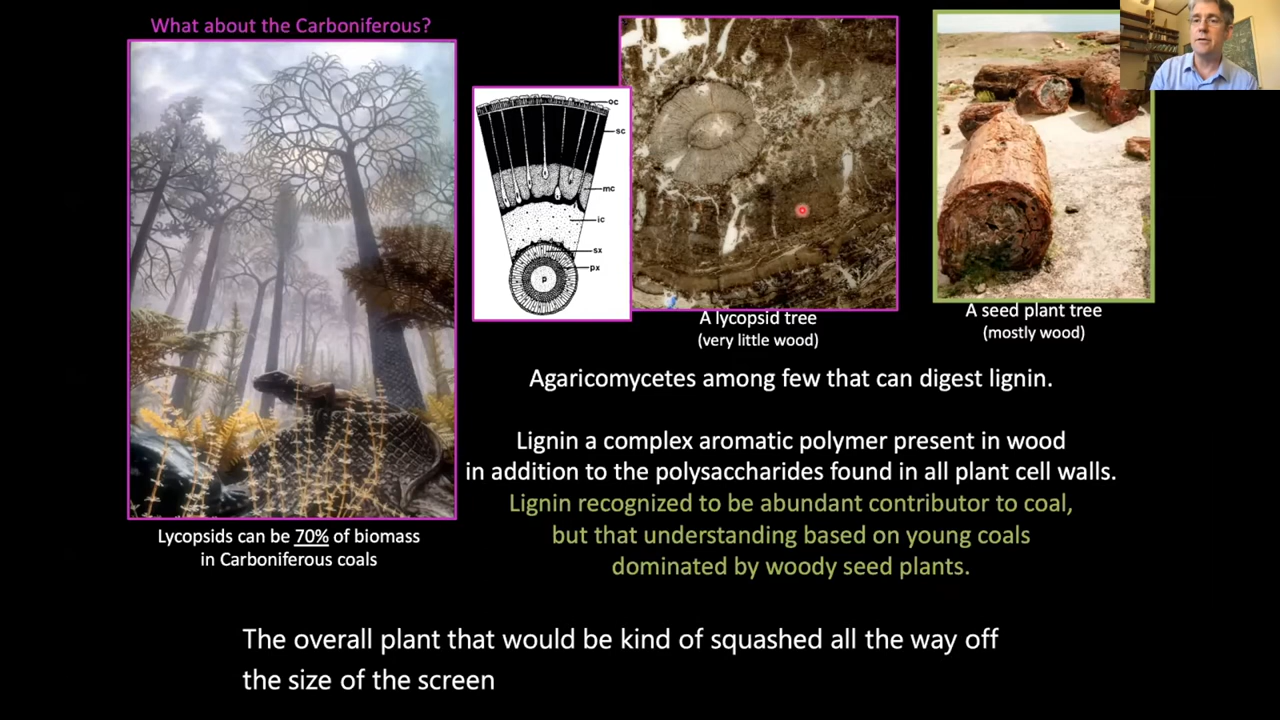 What about the Carboniferous?
oc
sc
mc
ic
sx
px
p
A lycopsid tree
(very little wood)
A seed plant tree
(mostly wood)
Agaricomycetes among few that can digest lignin.
Lignin a complex aromatic polymer present in wood
in addition to the polysaccharides found in all plant cell walls.
Lignin recognized to be abundant contributor to coal,
but that understanding based on young coals
dominated by woody seed plants.
Lycopsids can be 70% of biomass
in Carboniferous coals
The overall plant that would be kind of squashed all the way off
the size of the screen